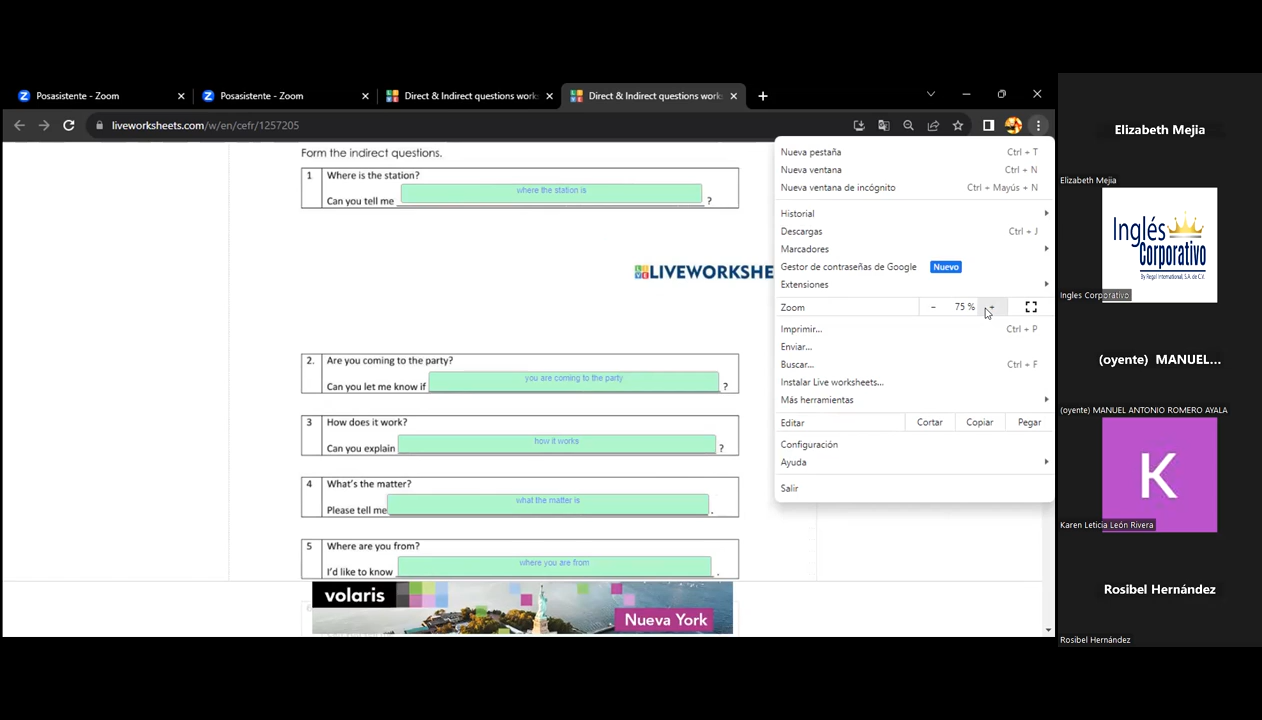 Posasistente - Zoom
Posasistente - Zoom
Direct & Indirect questions work
Direct & Indirect questions work
liveworksheets.com/w/en/cefr/1257205
Form the indirect questions.
1 Where is the station?
Can you tell me where the station is ?
LIVEWORKSHE
2. Are you coming to the party?
Can you let me know if you are coming to the party ?
3 How does it work?
Can you explain how it works ?
4 What's the matter?
Please tell me what the matter is .
5 Where are you from?
I'd like to know where you are from .
volaris
Nueva York
Nueva pestaña Ctrl + T
Nueva ventana Ctrl + N
Nueva ventana de incógnito Ctrl + Mayús + N
Historial
Descargas Ctrl + J
Marcadores
Gestor de contraseñas de Google Nuevo
Extensiones
Zoom - 75 % +
Imprimir... Ctrl + P
Enviar...
Buscar... Ctrl + F
Instalar Live worksheets...
Más herramientas
Editar Cortar Copiar Pegar
Configuración
Ayuda
Salir
Elizabeth Mejia
Elizabeth Mejia
Inglés
Corporativo
By Regal International, S.A. de C.V.
Ingles Corporativo
(oyente) MANUEL...
(oyente) MANUEL ANTONIO ROMERO AYALA
K
Karen Leticia León Rivera
Rosibel Hernández
Rosibel Hernández